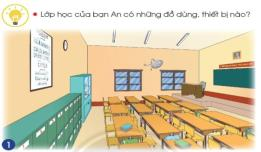 Lớp học của bạn An có những đồ dùng, thiết bị nào?
1